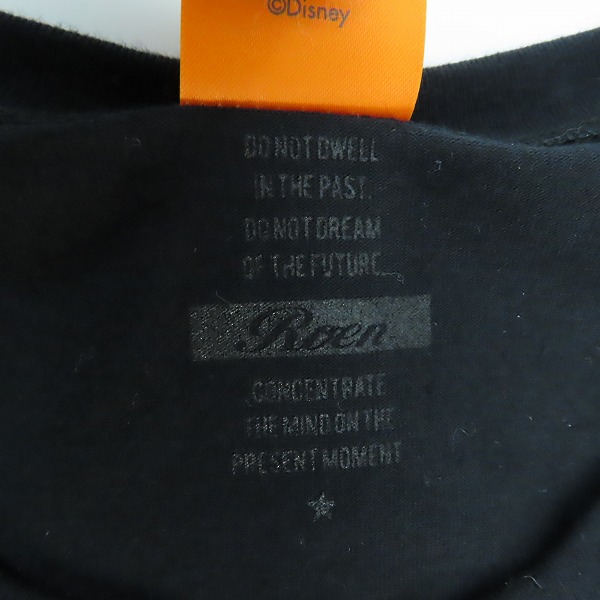 ©Disney
DO NOT DWELL
IN THE PAST.
DO NOT DREAM
OF THE FUTURE.
Roen
CONCENTRATE
THE MIND ON THE
PRESENT MOMENT